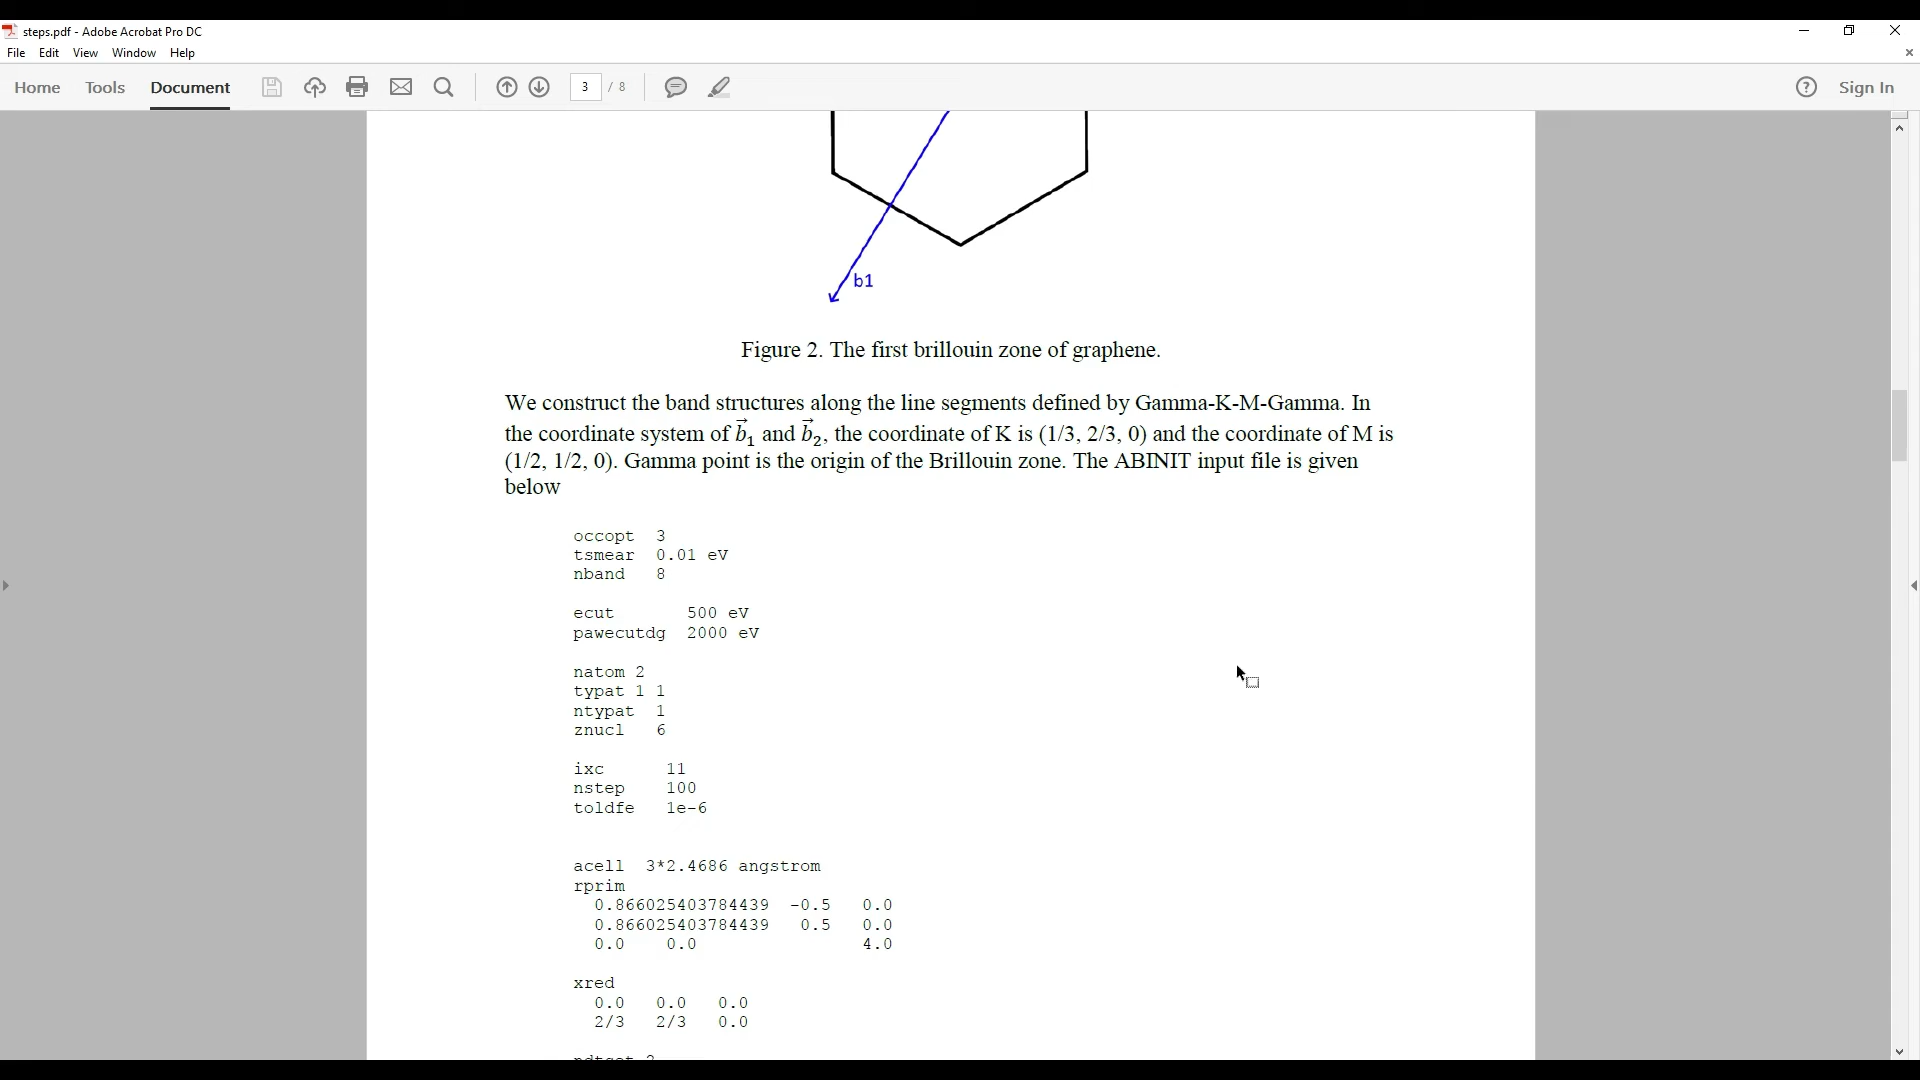 steps.pdf - Adobe Acrobat Pro DC
File Edit View Window Help
Home Tools Document 3 / 8 Sign In
b1
Figure 2. The first brillouin zone of graphene.
We construct the band structures along the line segments defined by Gamma-K-M-Gamma. In
the coordinate system of b⃗₁ and b⃗₂, the coordinate of K is (1/3, 2/3, 0) and the coordinate of M is
(1/2, 1/2, 0). Gamma point is the origin of the Brillouin zone. The ABINIT input file is given
below
occopt 3
tsmear 0.01 eV
nband 8
ecut 500 eV
pawecutdg 2000 eV
natom 2
typat 1 1
ntypat 1
znucl 6
ixc 11
nstep 100
toldfe 1e-6
acell 3*2.4686 angstrom
rprim
0.866025403784439 -0.5 0.0
0.866025403784439 0.5 0.0
0.0 0.0 4.0
xred
0.0 0.0 0.0
2/3 2/3 0.0